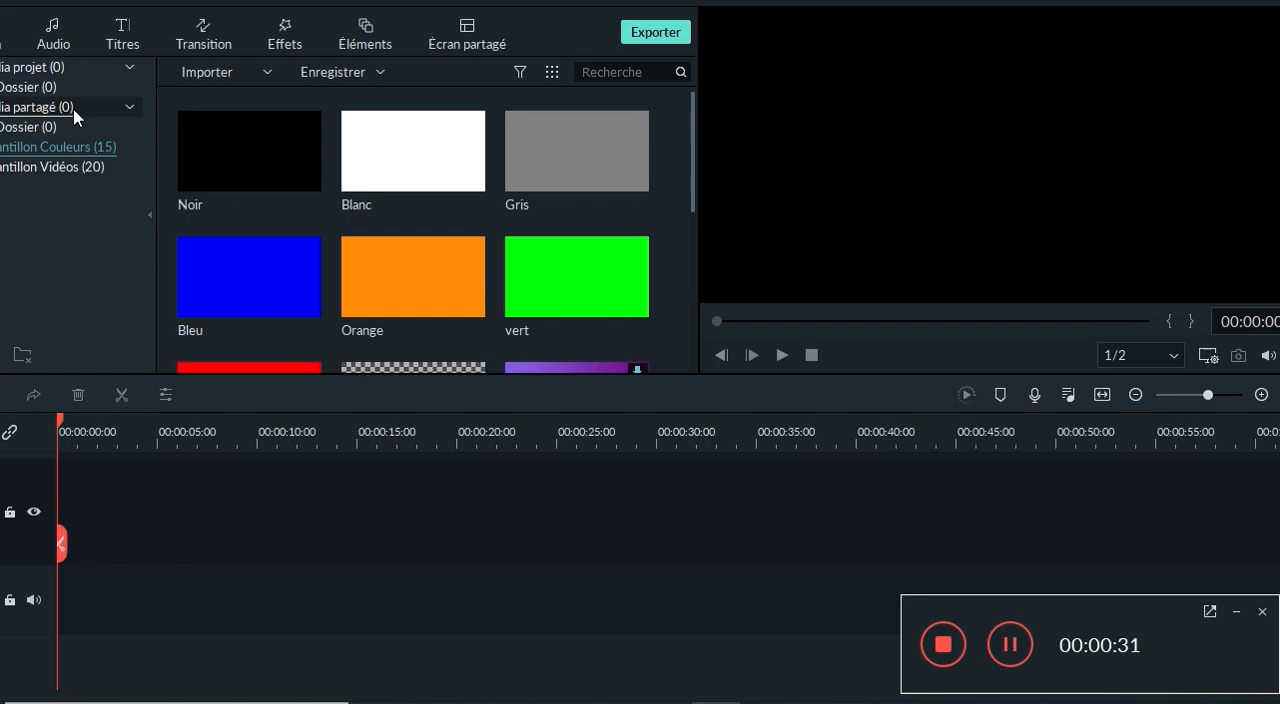 Audio
Titres
Transition
Effets
Éléments
Écran partagé
Exporter
ia projet (0)
Dossier (0)
ia partagé (0)
Dossier (0)
antillon Couleurs (15)
antillon Vidéos (20)
Importer
Enregistrer
Recherche
Noir
Blanc
Gris
Bleu
Orange
vert
00:00:00
1/2
00:00:00:00
00:00:05:00
00:00:10:00
00:00:15:00
00:00:20:00
00:00:25:00
00:00:30:00
00:00:35:00
00:00:40:00
00:00:45:00
00:00:50:00
00:00:55:00
00:0
00:00:31